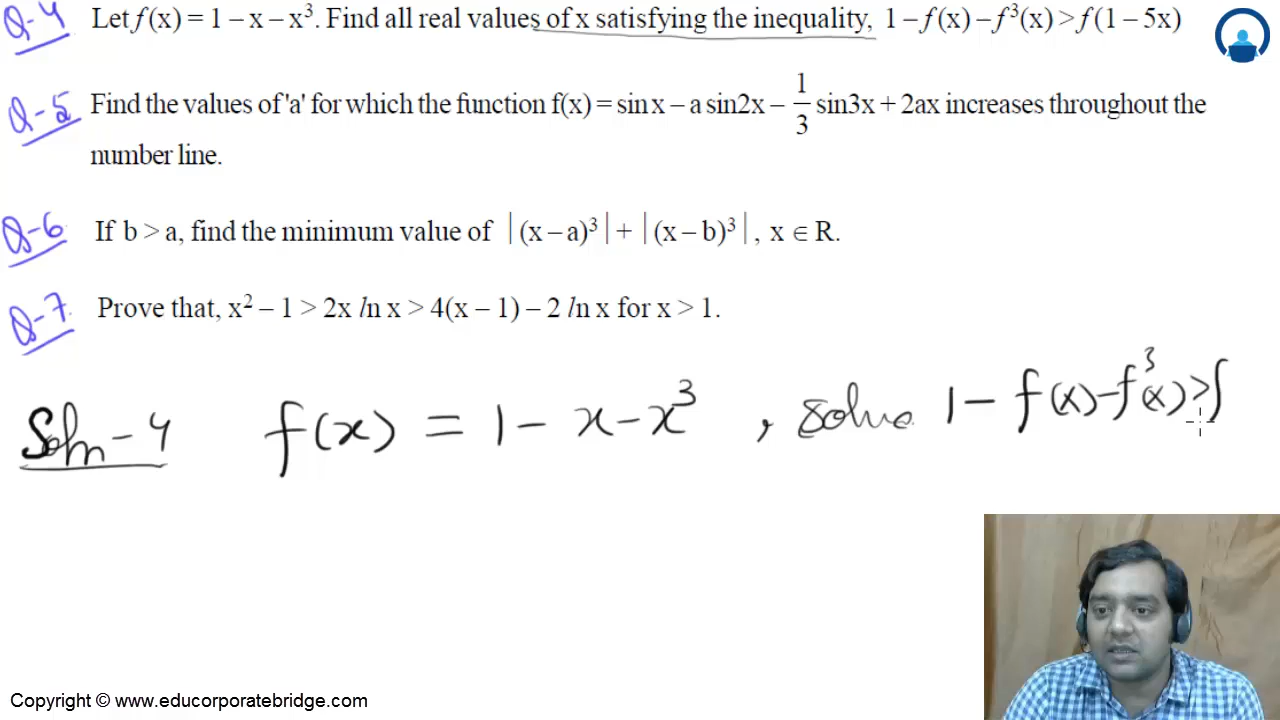 Q-4 Let f(x) = 1 – x – x³. Find all real values of x satisfying the inequality, 1 – f(x) – f³(x) > f(1 – 5x)
Q-5 Find the values of 'a' for which the function f(x) = sin x – a sin2x – 1/3 sin3x + 2ax increases throughout the
number line.
Q-6 If b > a, find the minimum value of |(x – a)³| + |(x – b)³|, x ∈ R.
Q-7 Prove that, x² – 1 > 2x ln x > 4(x – 1) – 2 ln x for x > 1.
Soln-4 f(x) = 1 - x - x³, solve 1 - f(x) - f³(x) > f
Copyright © - www.educorporatebridge.com